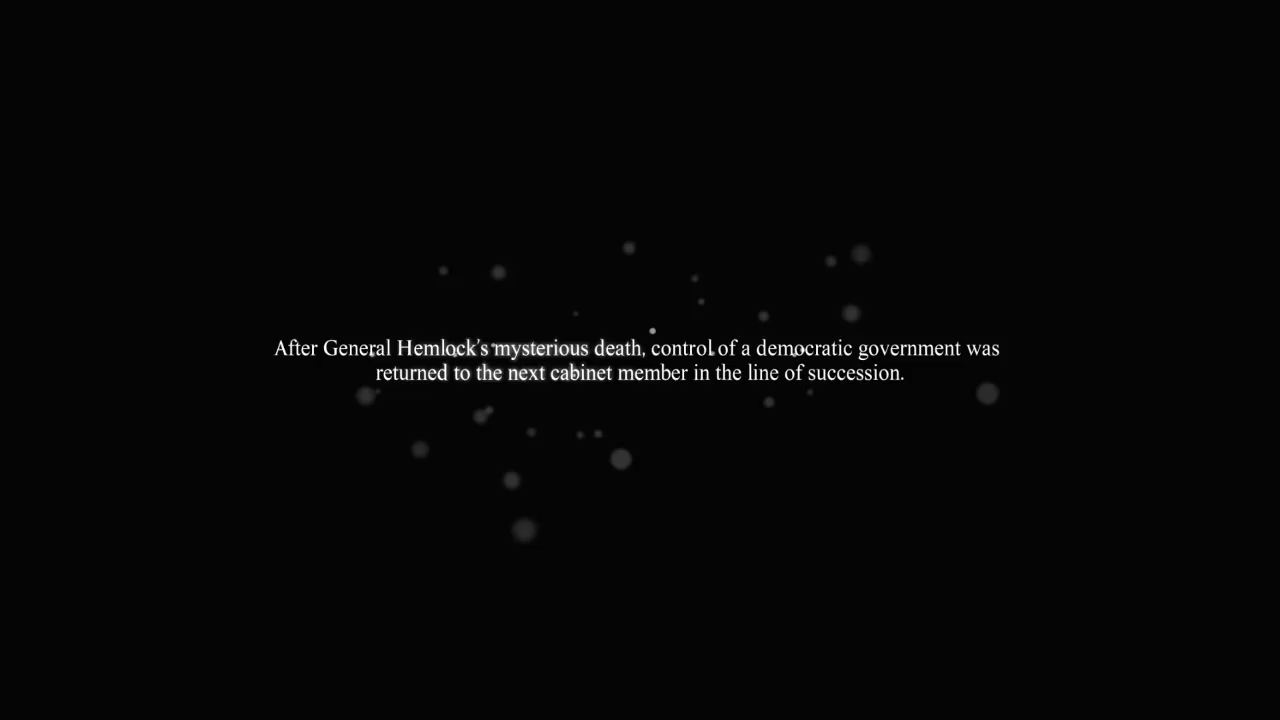 After General Hemlock's mysterious death, control of a democratic government was
returned to the next cabinet member in the line of succession.